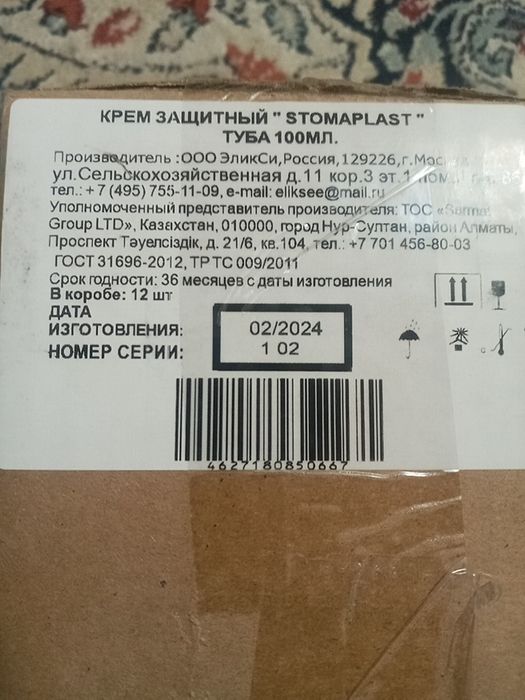 КРЕМ ЗАЩИТНЫЙ " STOMAPLAST "
ТУБА 100МЛ.
Производитель :ООО ЭликСи,Россия,129226,г.Моск
ул.Сельскохозяйственная д.11 кор.3 эт.1
тел.: + 7 (495) 755-11-09, e-mail: eliksee@mail.ru
Уполномоченный представитель производителя: ТОС «Sarmat
Group LTD», Казахстан, 010000, город Нур-Султан, район Алматы,
Проспект Тәуелсіздік, д. 21/6, кв.104, тел.: +7 701 456-80-03
ГОСТ 31696-2012, ТР ТС 009/2011
Срок годности: 36 месяцев с даты изготовления
В коробе: 12 шт
ДАТА
ИЗГОТОВЛЕНИЯ: 02/2024
НОМЕР СЕРИИ: 1 02
4627180850667